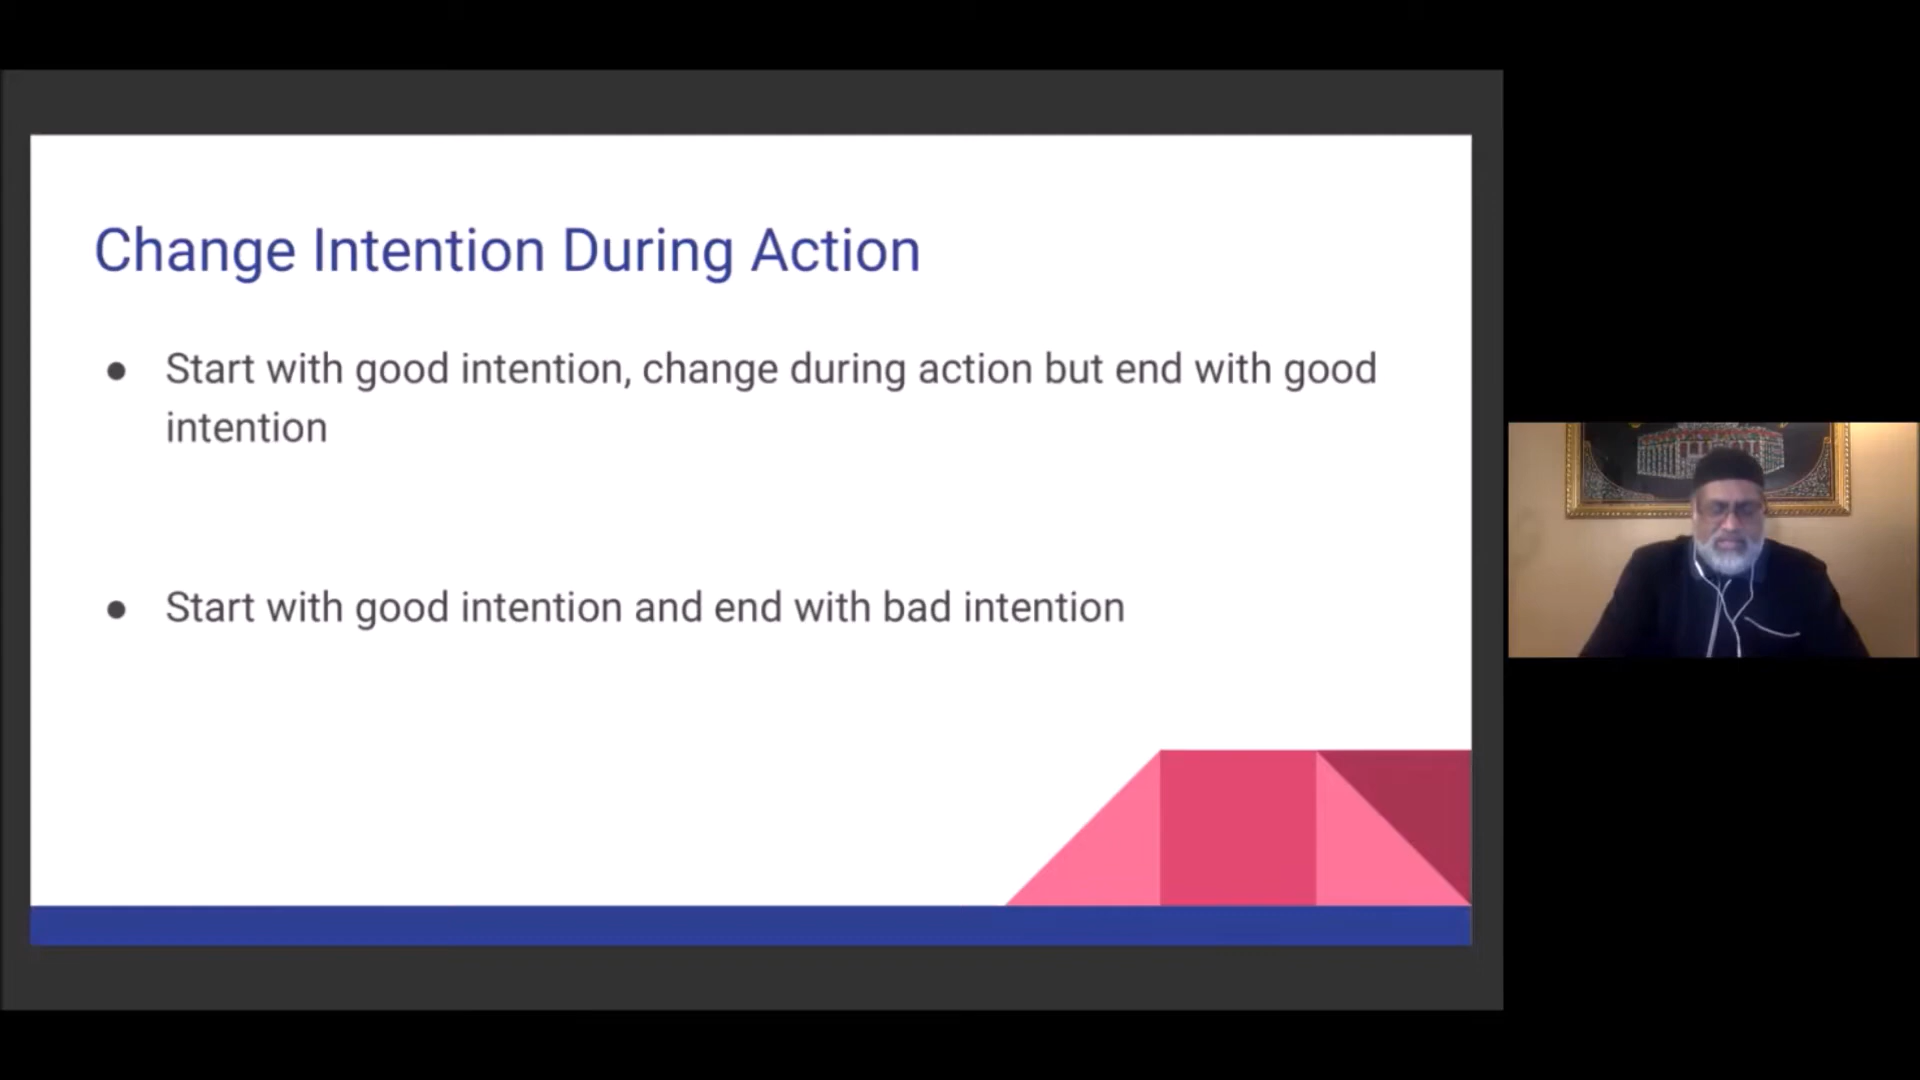 Change Intention During Action
● Start with good intention, change during action but end with good
intention
● Start with good intention and end with bad intention